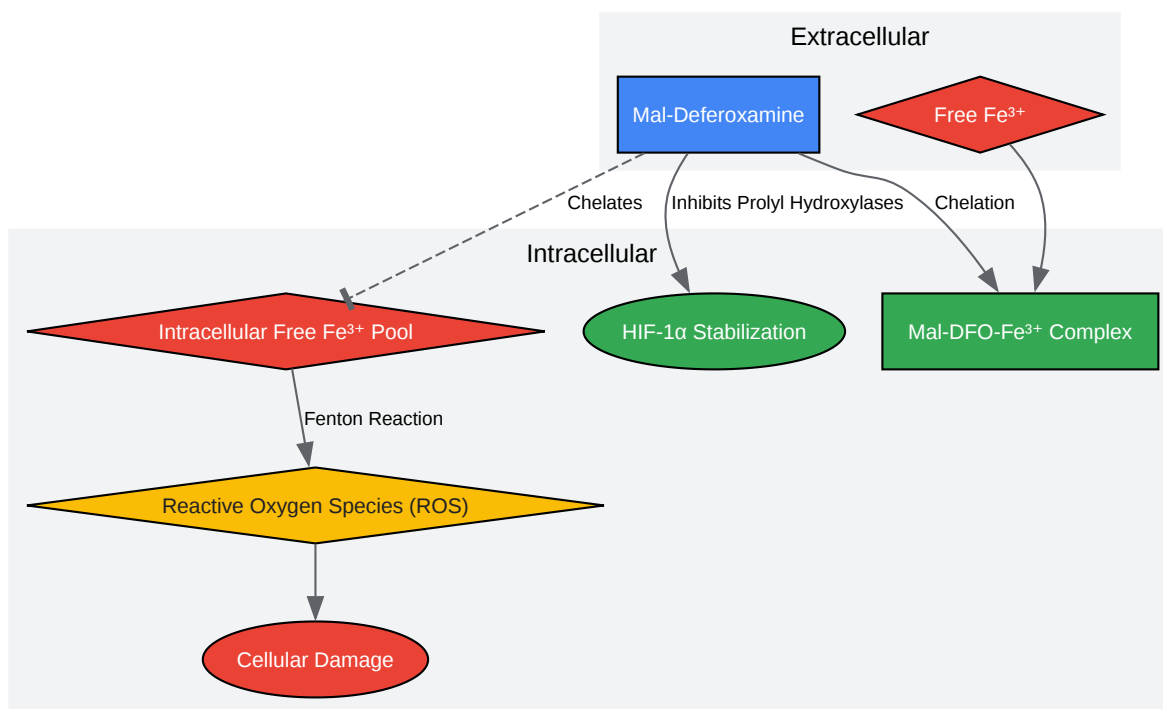 Extracellular
Mal-Deferoxamine
Free Fe³⁺
Chelates
Inhibits Prolyl Hydroxylases
Chelation
Intracellular
Intracellular Free Fe³⁺ Pool
HIF-1α Stabilization
Mal-DFO-Fe³⁺ Complex
Fenton Reaction
Reactive Oxygen Species (ROS)
Cellular Damage